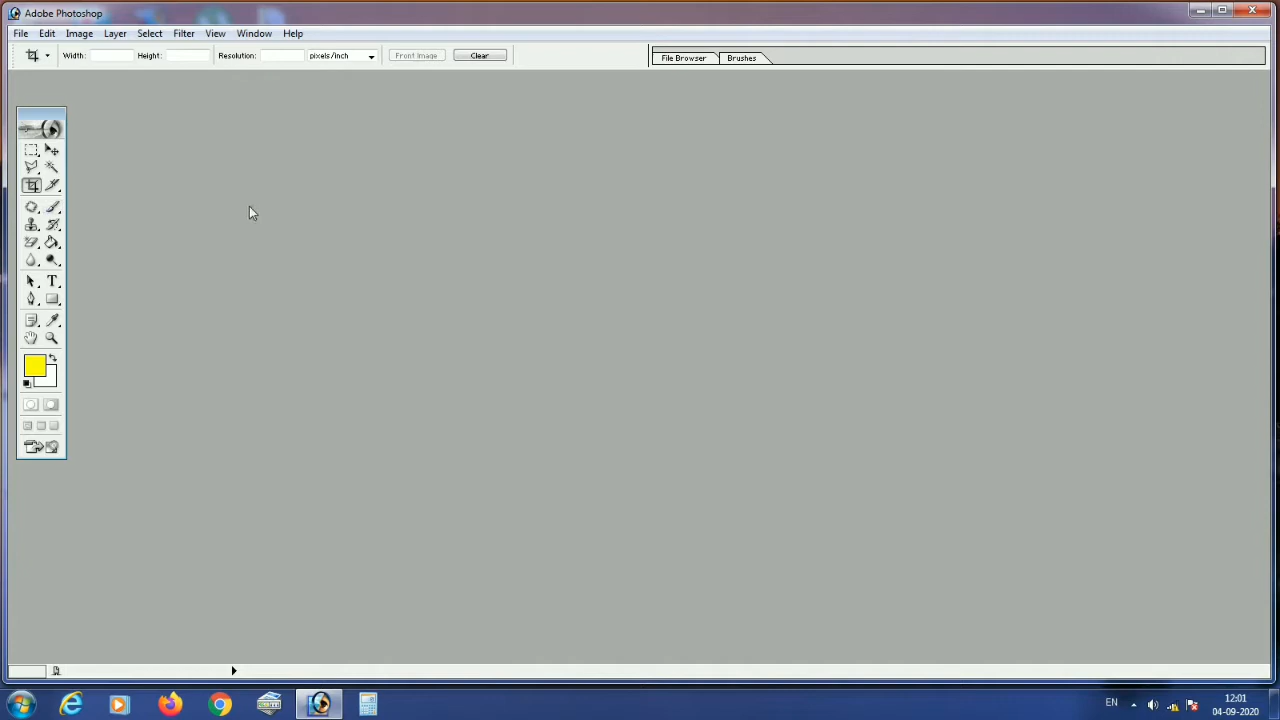 Adobe Photoshop
File Edit Image Layer Select Filter View Window Help
Width: Height: Resolution: pixels/inch Front Image Clear File Browser Brushes
T
EN
12:01
04-09-2020